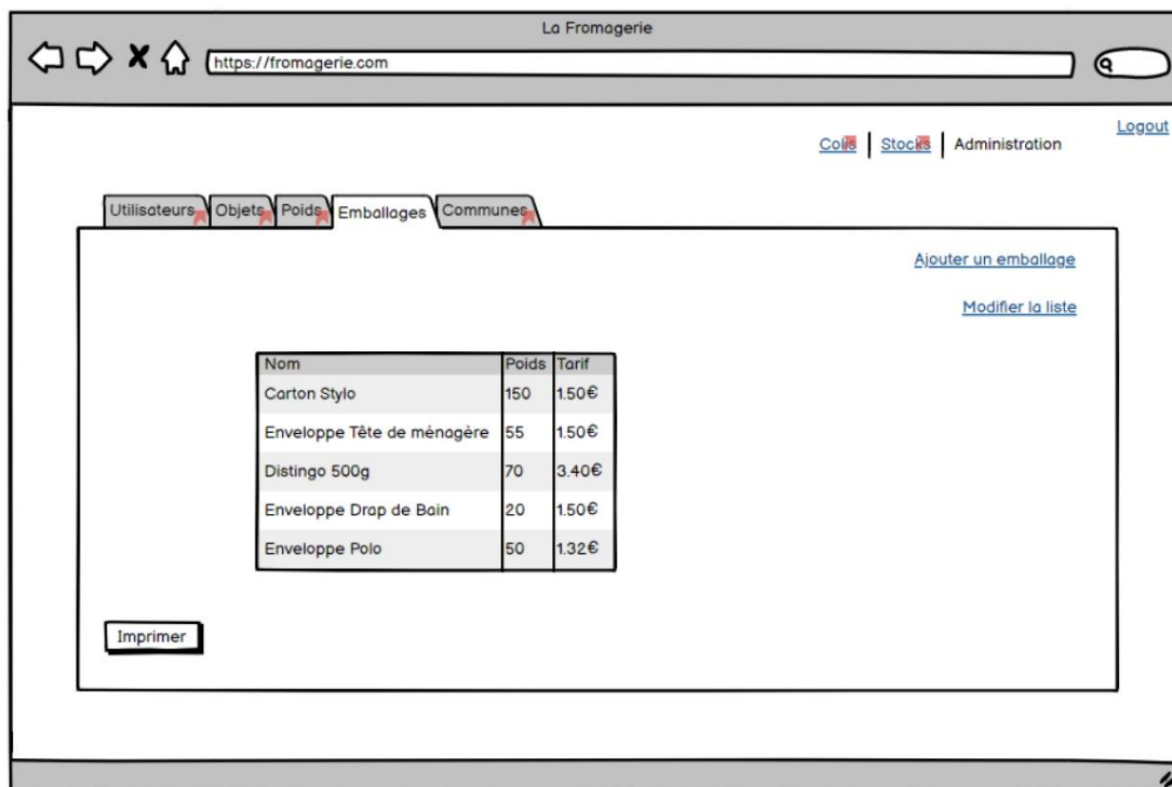 La Fromagerie
https://fromagerie.com
Logout
Colis Stocks Administration
Utilisateurs Objets Poids Emballages Communes
Ajouter un emballage
Modifier la liste
Nom Poids Tarif
Carton Stylo 150 1.50€
Enveloppe Tête de ménagère 55 1.50€
Distingo 500g 70 3.40€
Enveloppe Drap de Bain 20 1.50€
Enveloppe Polo 50 1.32€
Imprimer